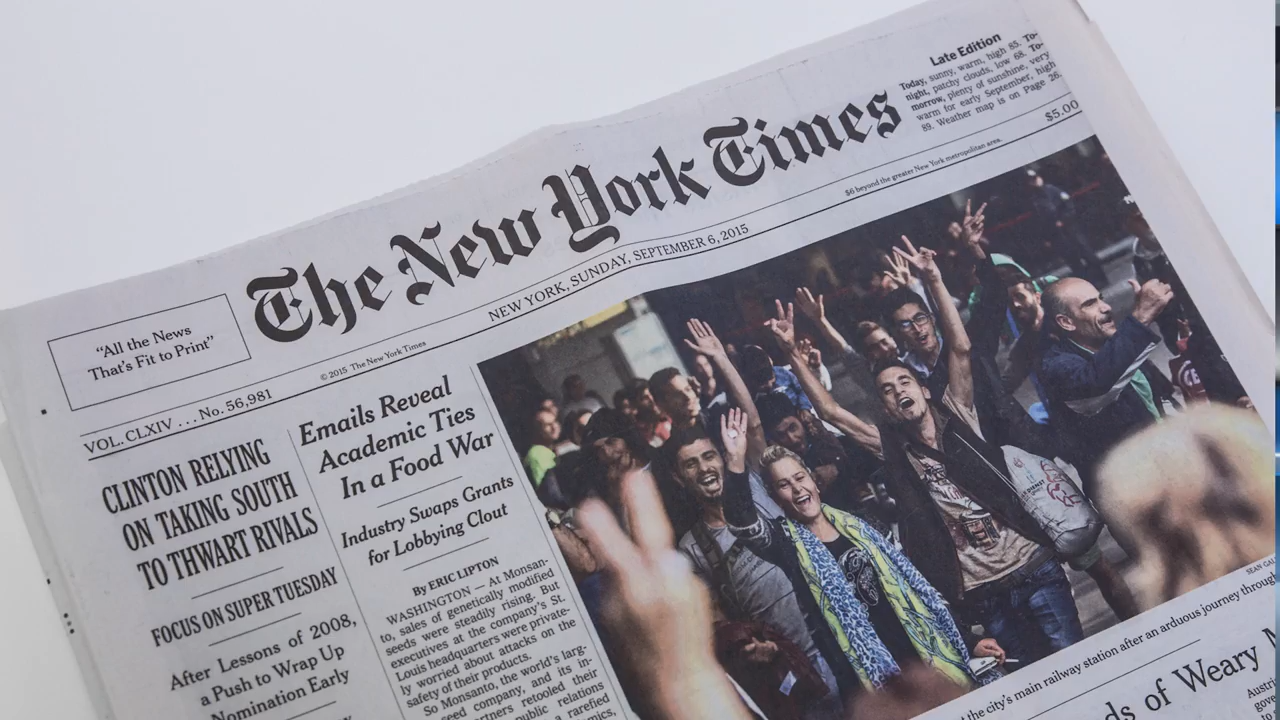 Late Edition
Today, sunny, warm, high 85. To-
night, patchy clouds, low 68. To-
morrow, plenty of sunshine, very
warm for early September, high
89. Weather map is on Page 26.
The New York Times
"All the News
That's Fit to Print"
VOL. CLXIV . . . No. 56,981
© 2015 The New York Times
NEW YORK, SUNDAY, SEPTEMBER 6, 2015
$6 beyond the greater New York metropolitan area.
$5.00
CLINTON RELYING
ON TAKING SOUTH
TO THWART RIVALS
FOCUS ON SUPER TUESDAY
After Lessons of 2008,
a Push to Wrap Up
Nomination Early
Emails Reveal
Academic Ties
In a Food War
Industry Swaps Grants
for Lobbying Clout
By ERIC LIPTON
WASHINGTON — At Monsan-
to, sales of genetically modified
seeds were steadily rising. But
executives at the company's St.
Louis headquarters were private-
ly worried about attacks on the
safety of their products.
So Monsanto, the world's larg-
seed company, and its in-
retooled their
relations
a rarefied
SEAN
the city's main railway station after an arduous journey through
of Weary